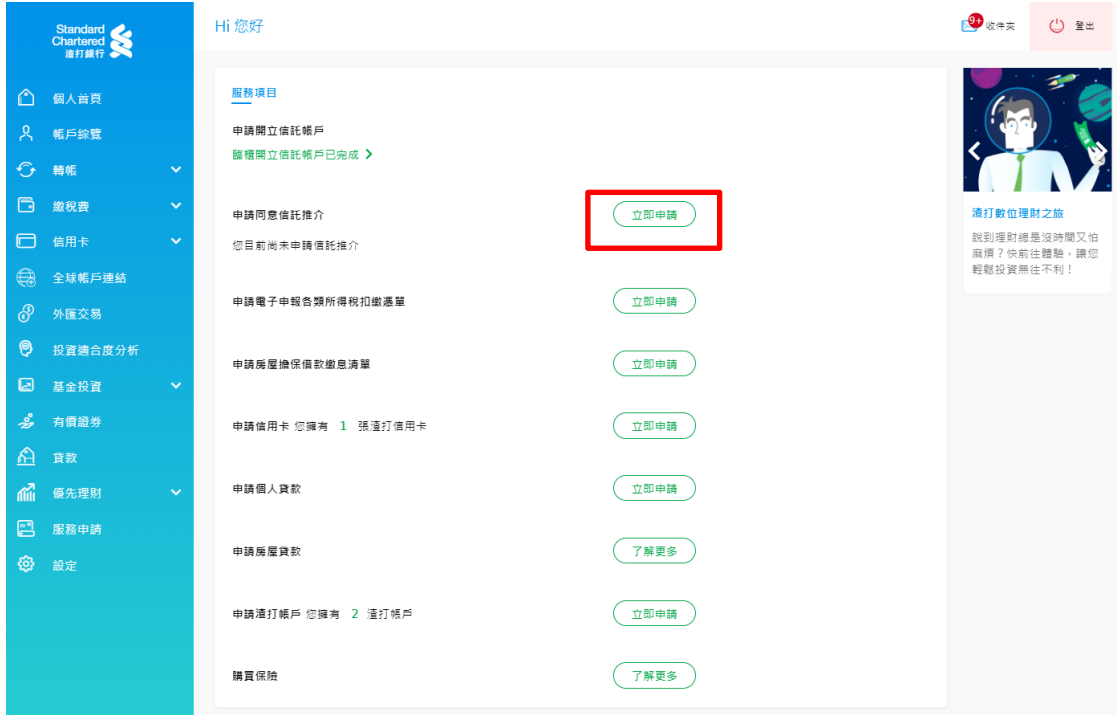 Standard
Chartered
渣打銀行
Hi 您好
9+
收件夾
登出
個人首頁
帳戶綜覽
轉帳
繳稅費
信用卡
全球帳戶連結
外匯交易
投資適合度分析
基金投資
有價證券
貸款
優先理財
服務申請
設定
服務項目
申請開立信託帳戶
臨櫃開立信託帳戶已完成
申請同意信託推介
立即申請
您目前尚未申請信託推介
申請電子申報各類所得稅扣繳憑單
立即申請
申請房屋擔保借款繳息清單
立即申請
申請信用卡 您擁有 1 張渣打信用卡
立即申請
申請個人貸款
立即申請
申請房屋貸款
了解更多
申請渣打帳戶 您擁有 2 渣打帳戶
立即申請
購買保險
了解更多
渣打數位理財之旅
說到理財總是沒時間又怕
麻煩？快前往體驗，讓您
輕鬆投資無往不利！